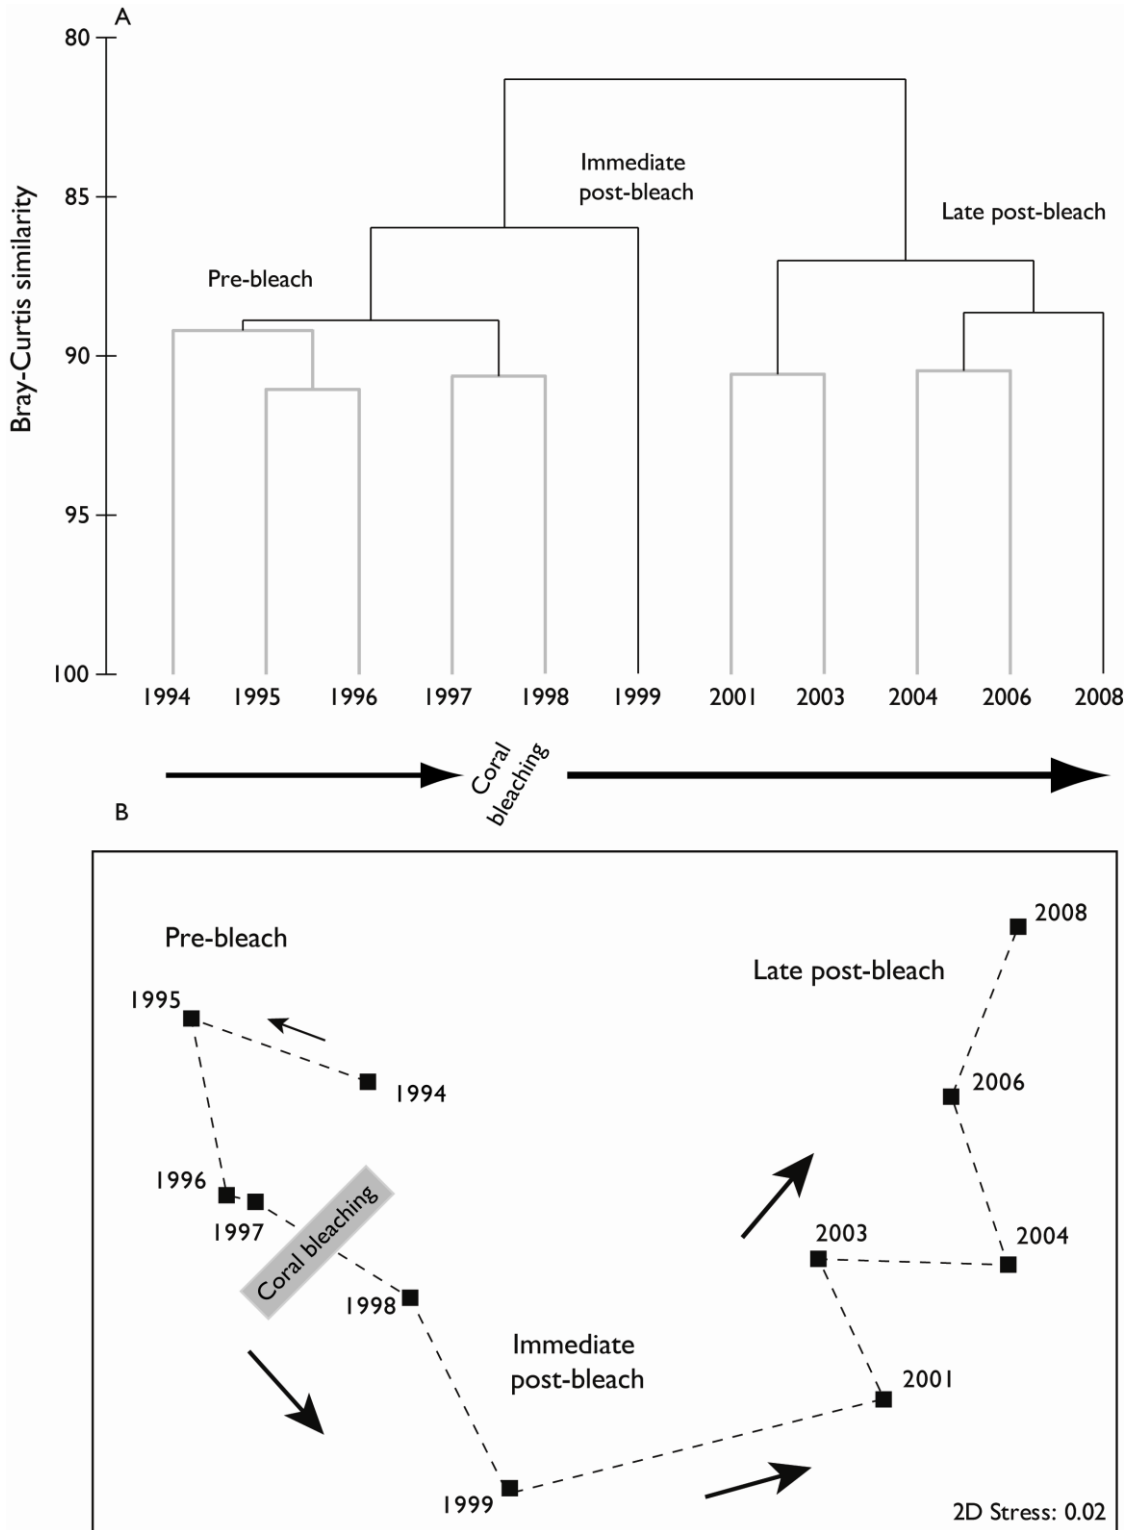 A
80
85
90
95
100
Bray-Curtis similarity
Immediate
post-bleach
Late post-bleach
Pre-bleach
1994 1995 1996 1997 1998 1999 2001 2003 2004 2006 2008
Coral
bleaching
B
Pre-bleach
Late post-bleach
2008
1995
1994
2006
1996
1997
Coral bleaching
2003
2004
1998
Immediate
post-bleach
2001
1999
2D Stress: 0.02